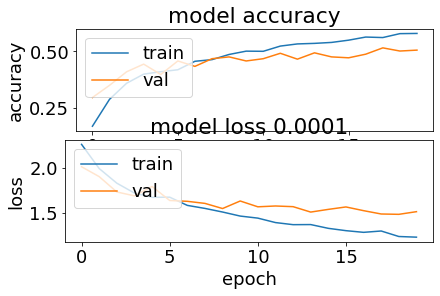 model accuracy
0.50
0.25
accuracy
train
val
model loss 0.0001
2.0
1.5
loss
train
val
0
5
10
15
epoch